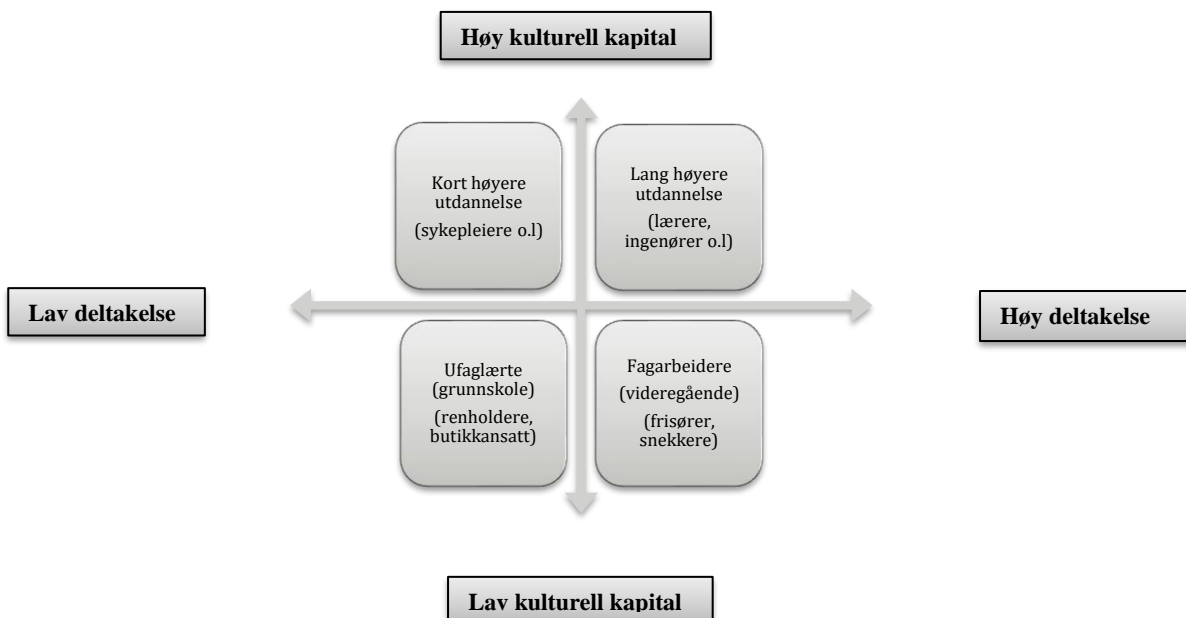 Høy kulturell kapital
Kort høyere
utdannelse
(sykepleiere o.l)
Lang høyere
utdannelse
(lærere,
ingenører o.l)
Lav deltakelse
Høy deltakelse
Ufaglærte
(grunnskole)
(renholdere,
butikkansatt)
Fagarbeidere
(videregående)
(frisører,
snekkere)
Lav kulturell kapital